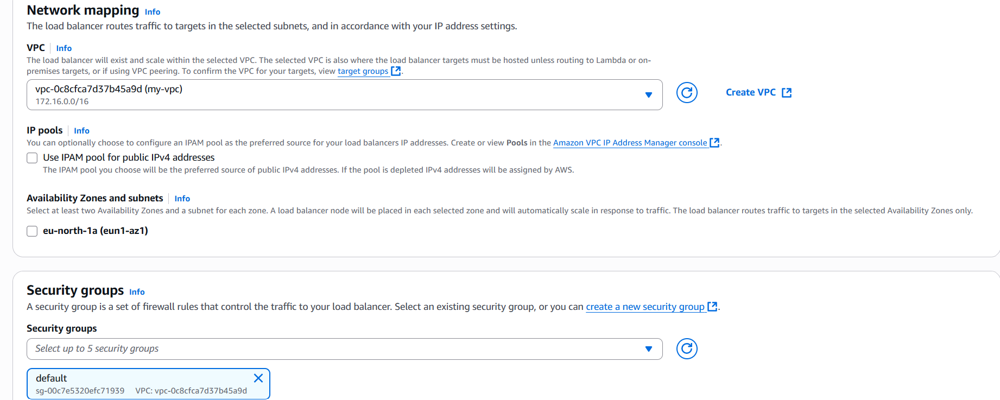 Network mapping Info
The load balancer routes traffic to targets in the selected subnets, and in accordance with your IP address settings.
VPC Info
The load balancer will exist and scale within the selected VPC. The selected VPC is also where the load balancer targets must be hosted unless routing to Lambda or on-
premises targets, or if using VPC peering. To confirm the VPC for your targets, view target groups.
vpc-0c8cfca7d37b45a9d (my-vpc)
172.16.0.0/16
Create VPC
IP pools Info
You can optionally choose to configure an IPAM pool as the preferred source for your load balancers IP addresses. Create or view Pools in the Amazon VPC IP Address Manager console.
Use IPAM pool for public IPv4 addresses
The IPAM pool you choose will be the preferred source of public IPv4 addresses. If the pool is depleted IPv4 addresses will be assigned by AWS.
Availability Zones and subnets Info
Select at least two Availability Zones and a subnet for each zone. A load balancer node will be placed in each selected zone and will automatically scale in response to traffic. The load balancer routes traffic to targets in the selected Availability Zones only.
eu-north-1a (eun1-az1)
Security groups Info
A security group is a set of firewall rules that control the traffic to your load balancer. Select an existing security group, or you can create a new security group.
Security groups
Select up to 5 security groups
default
sg-00c7e5320efc71939 VPC: vpc-0c8cfca7d37b45a9d